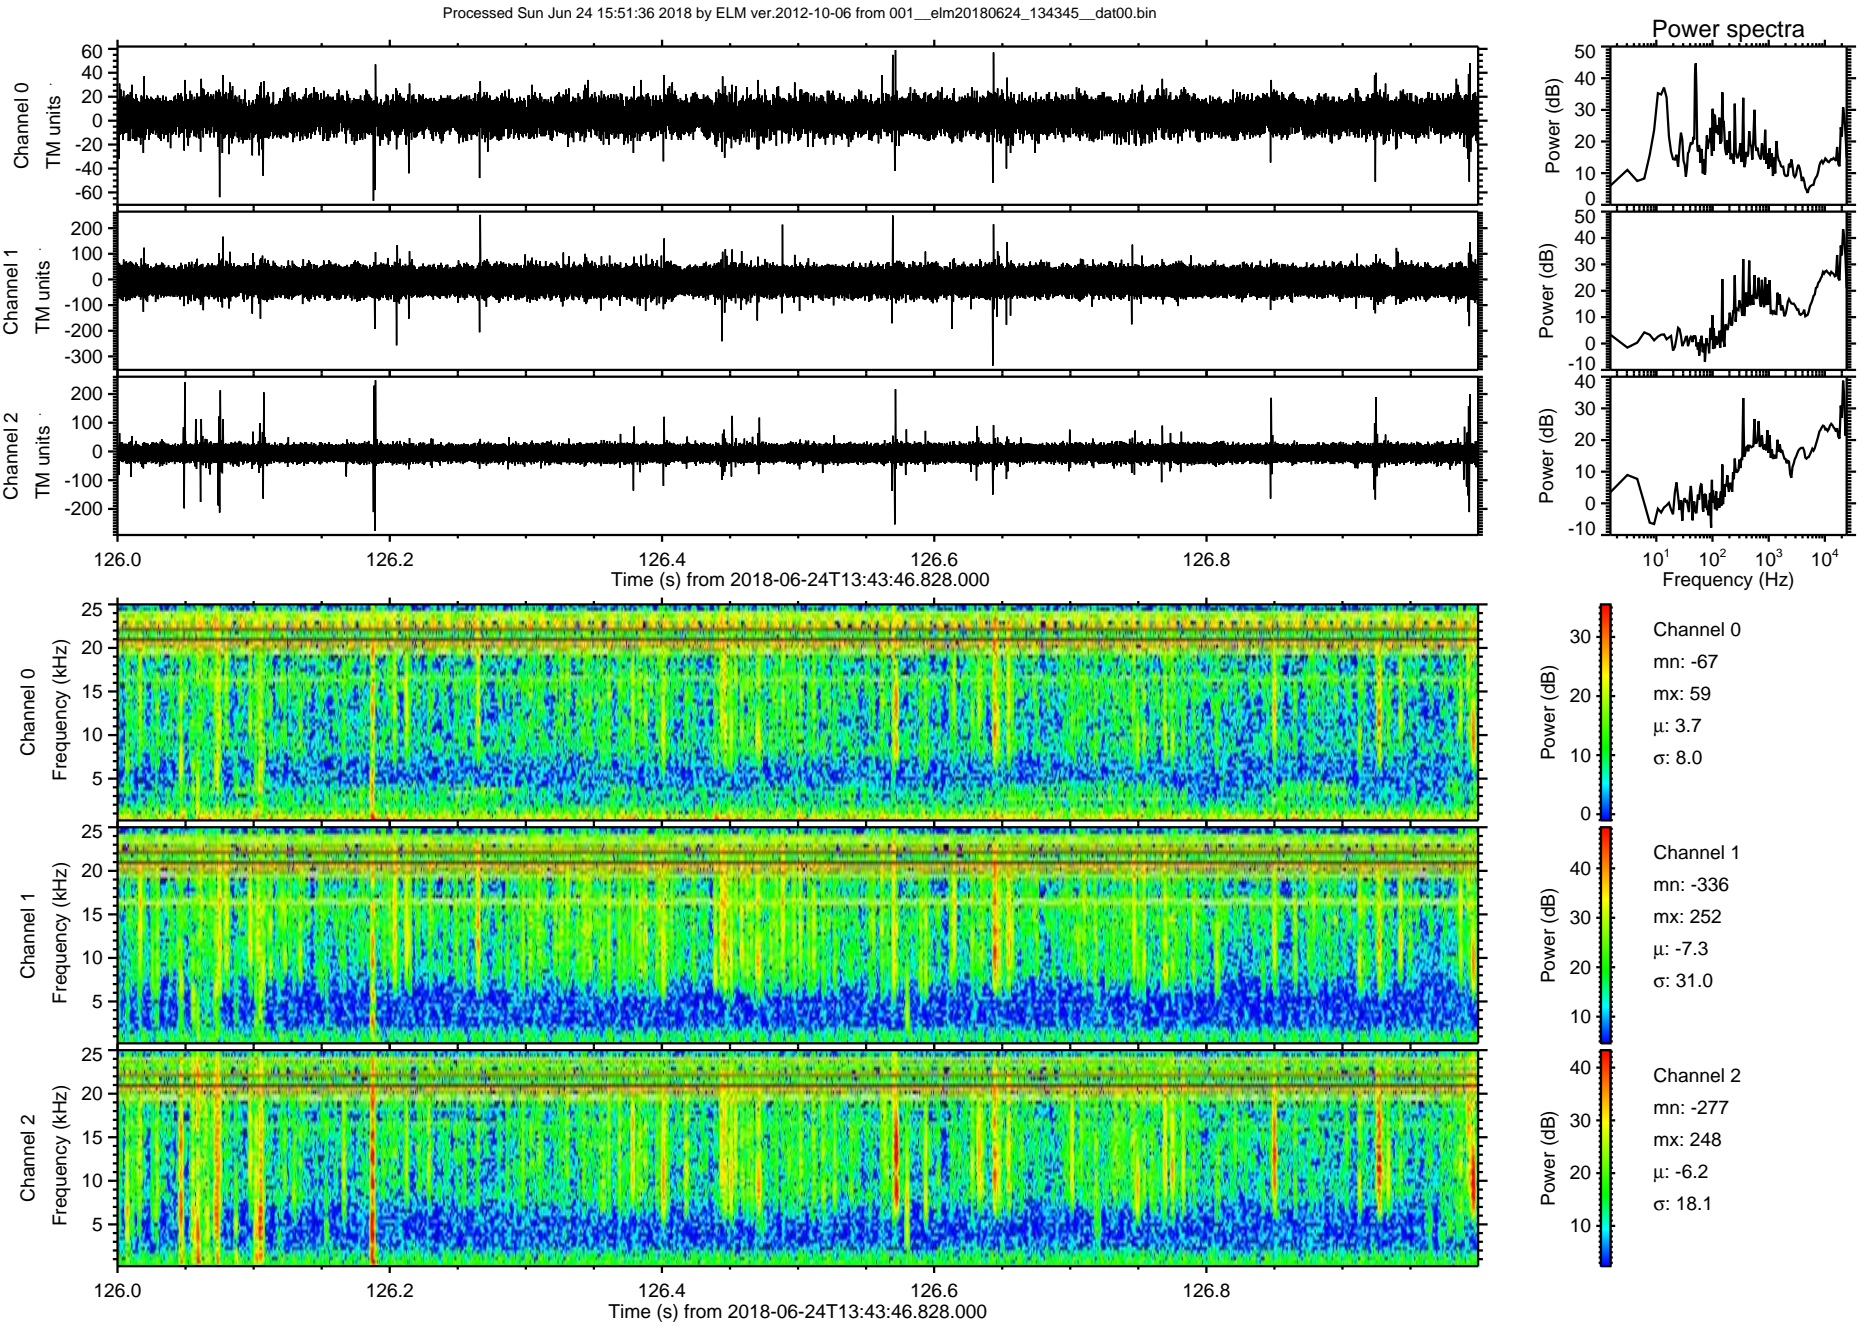 Processed Sun Jun 24 15:51:36 2018 by ELM ver.2012-10-06 from 001__elm20180624_134345__dat00.bin
Power spectra
Channel 0
TM units
60
40
20
0
-20
-40
-60
Power (dB)
50
40
30
20
10
0
Channel 1
TM units
200
100
0
-100
-200
-300
Power (dB)
50
40
30
20
10
0
-10
Channel 2
TM units
200
100
0
-100
-200
Power (dB)
40
30
20
10
0
-10
126.0 126.2 126.4 126.6 126.8
Time (s) from 2018-06-24T13:43:46.828.000
10^1 10^2 10^3 10^4
Frequency (Hz)
Channel 0
Frequency (kHz)
25
20
15
10
5
Power (dB)
30
20
10
0
Channel 0
mn: -67
mx: 59
μ: 3.7
σ: 8.0
Channel 1
Frequency (kHz)
25
20
15
10
5
Power (dB)
40
30
20
10
Channel 1
mn: -336
mx: 252
μ: -7.3
σ: 31.0
Channel 2
Frequency (kHz)
25
20
15
10
5
Power (dB)
40
30
20
10
Channel 2
mn: -277
mx: 248
μ: -6.2
σ: 18.1
126.0 126.2 126.4 126.6 126.8
Time (s) from 2018-06-24T13:43:46.828.000